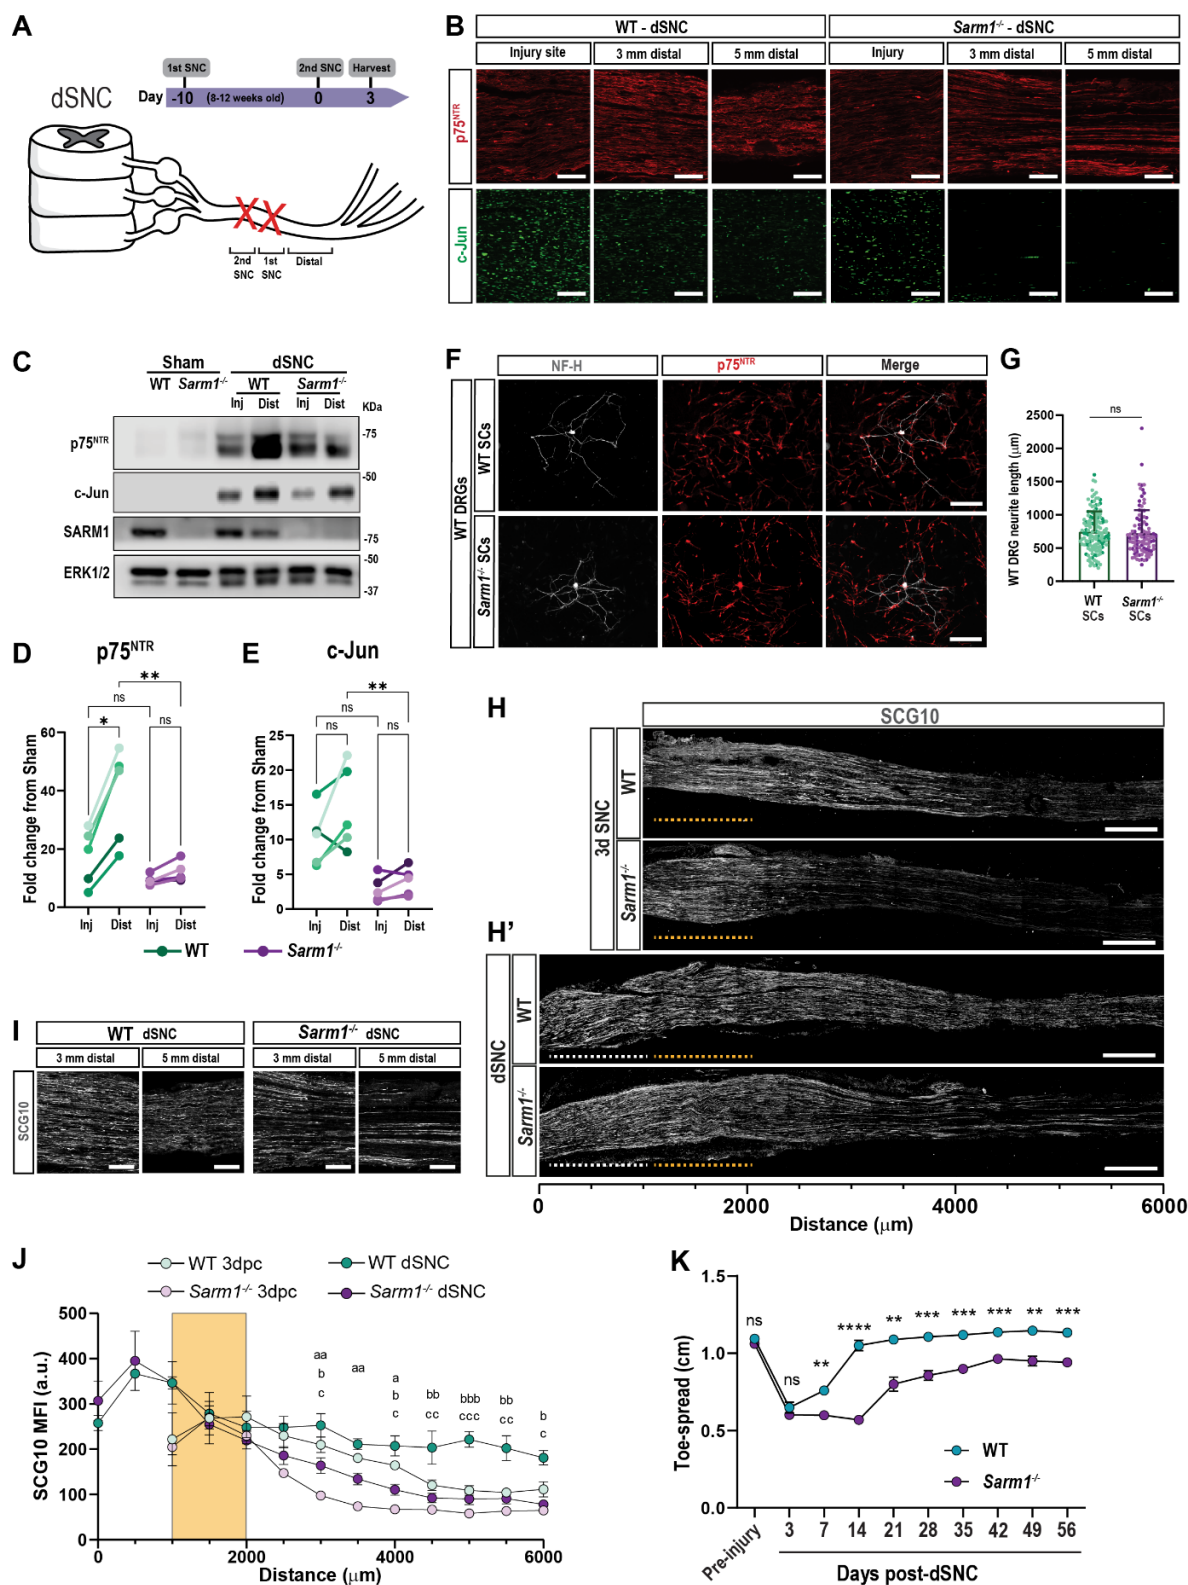 A
1st SNC
2nd SNC
Harvest
dSNC
Day
-10
(8-12 weeks old)
0
3
2nd SNC
1st SNC
Distal
B
WT - dSNC
Sarm1-/- - dSNC
Injury site
3 mm distal
5 mm distal
Injury
3 mm distal
5 mm distal
p75NTR
c-Jun
C
Sham
dSNC
WT
Sarm1-/-
WT
Sarm1-/-
Inj
Dist
Inj
Dist
KDa
p75NTR
-75
-50
c-Jun
SARM1
-75
-50
ERK1/2
-37
F
NF-H
p75NTR
Merge
WT DRGs
WT SCs
Sarm1-/- SCs
G
ns
WT DRG neurite length (μm)
2500
2000
1500
1000
500
0
WT SCs
Sarm1-/- SCs
D
p75NTR
**
ns
*
ns
Fold change from Sham
60
40
20
0
Inj
Dist
Inj
Dist
E
c-Jun
**
ns
ns
ns
Fold change from Sham
25
20
15
10
5
0
Inj
Dist
Inj
Dist
WT
Sarm1-/-
H
SCG10
3d SNC
WT
Sarm1-/-
H'
dSNC
WT
Sarm1-/-
0
2000
4000
6000
Distance (μm)
I
WT dSNC
Sarm1-/- dSNC
3 mm distal
5 mm distal
3 mm distal
5 mm distal
SCG10
J
WT 3dpc
WT dSNC
Sarm1-/- 3dpc
Sarm1-/- dSNC
SCG10 MFI (a.u.)
500
400
300
200
100
0
aa
b
c
aa
a
b
c
bb
cc
bbb
ccc
bb
cc
b
c
0
2000
4000
6000
Distance (μm)
K
Toe-spread (cm)
1.5
1.0
0.5
0.0
ns
ns
**
****
**
***
***
***
**
***
WT
Sarm1-/-
Pre-injury
3
7
14
21
28
35
42
49
56
Days post-dSNC